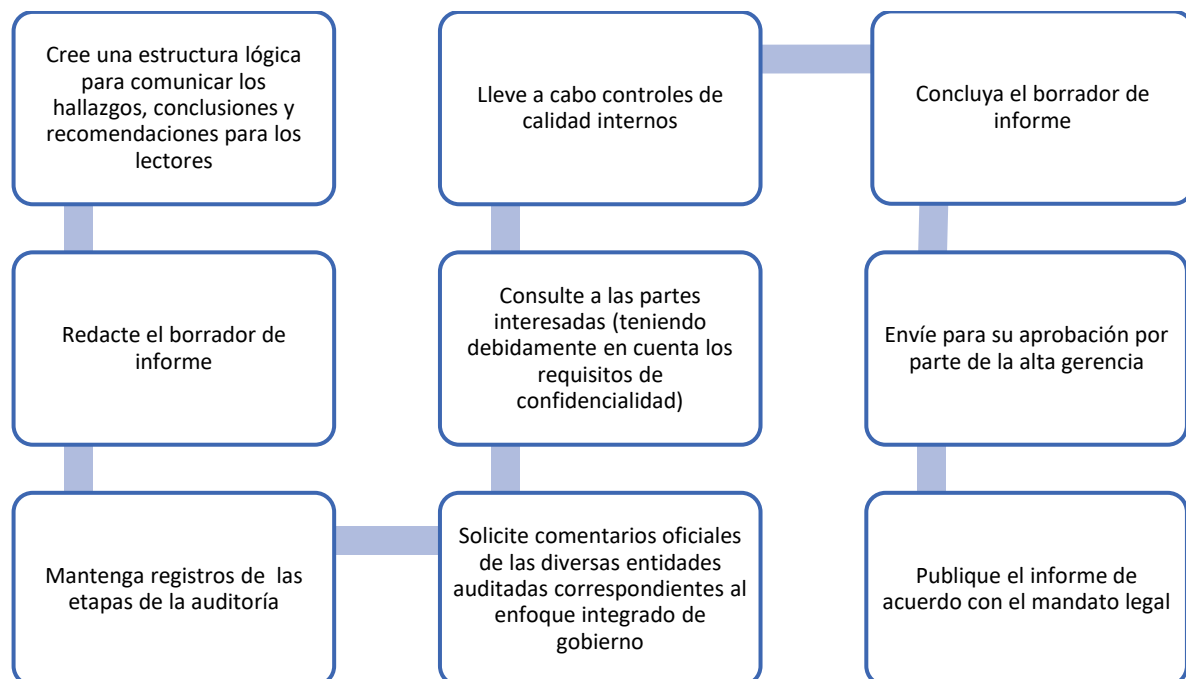 Cree una estructura lógica
para comunicar los
hallazgos, conclusiones y
recomendaciones para los
lectores
Redacte el borrador de
informe
Mantenga registros de las
etapas de la auditoría
Solicite comentarios oficiales
de las diversas entidades
auditadas correspondientes al
enfoque integrado de
gobierno
Consulte a las partes
interesadas (teniendo
debidamente en cuenta los
requisitos de
confidencialidad)
Lleve a cabo controles de
calidad internos
Concluya el borrador de
informe
Envíe para su aprobación por
parte de la alta gerencia
Publique el informe de
acuerdo con el mandato legal